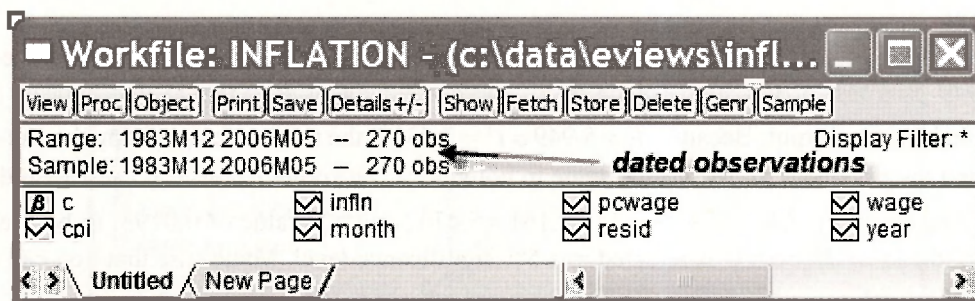 Workfile: INFLATION - (c:\data\eviews\infl...
View Proc Object Print Save Details+/- Show Fetch Store Delete Genr Sample
Range: 1983M12 2006M05 -- 270 obs Display Filter: *
Sample: 1983M12 2006M05 -- 270 obs dated observations
β c infln pcwage wage
cpi month resid year
Untitled New Page